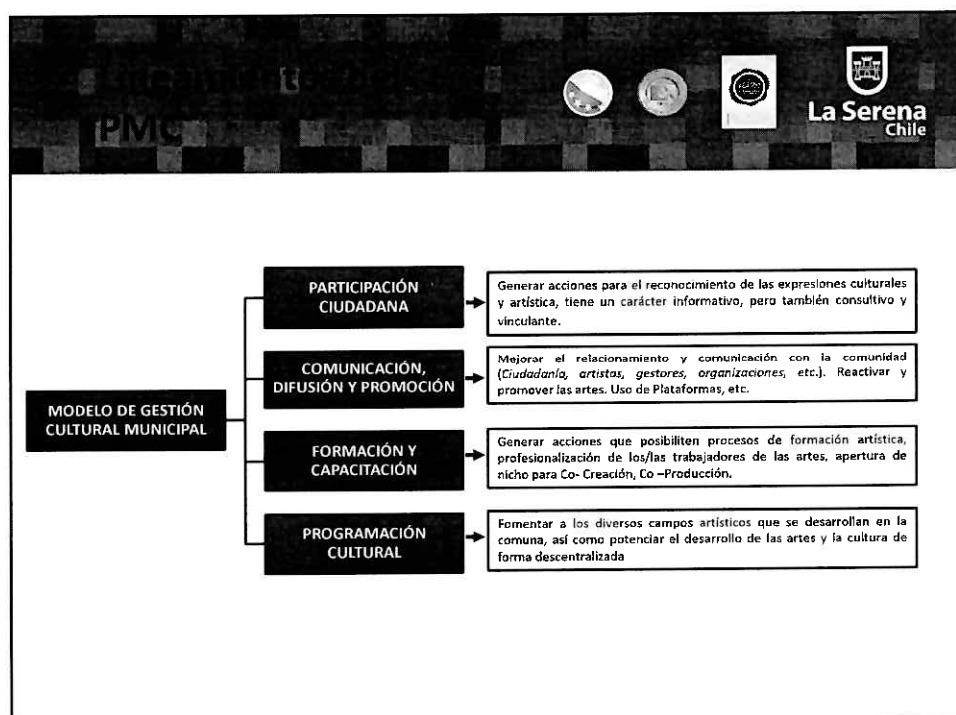 Lineamientos del
PMC
La Serena
Chile
PARTICIPACIÓN
CIUDADANA
Generar acciones para el reconocimiento de las expresiones culturales
y artística, tiene un carácter informativo, pero también consultivo y
vinculante.
COMUNICACIÓN,
DIFUSIÓN Y PROMOCIÓN
Mejorar el relacionamiento y comunicación con la comunidad
(Ciudadanía, artistas, gestores, organizaciones, etc.). Reactivar y
promover las artes. Uso de Plataformas, etc.
MODELO DE GESTIÓN
CULTURAL MUNICIPAL
FORMACIÓN Y
CAPACITACIÓN
Generar acciones que posibiliten procesos de formación artística,
profesionalización de los/las trabajadores de las artes, apertura de
nicho para Co- Creación, Co –Producción.
PROGRAMACIÓN
CULTURAL
Fomentar a los diversos campos artísticos que se desarrollan en la
comuna, así como potenciar el desarrollo de las artes y la cultura de
forma descentralizada